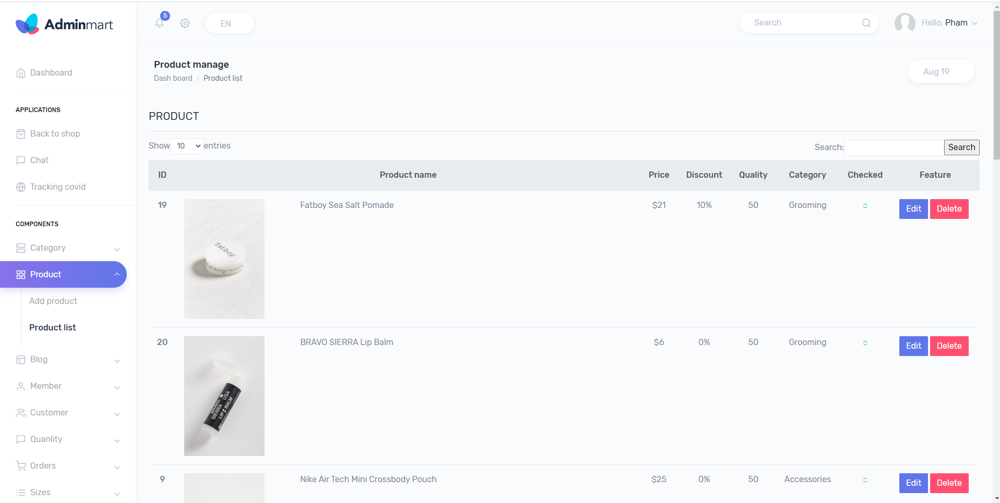 Adminmart
5
EN
Search
Hello, Phạm
Dashboard
APPLICATIONS
Back to shop
Chat
Tracking covid
COMPONENTS
Category
Product
Add product
Product list
Blog
Member
Customer
Quanlity
Orders
Sizes
Product manage
Dash board / Product list
Aug 19
PRODUCT
Show 10 entries
Search: Search
ID Product name Price Discount Quality Category Checked Feature
19 Fatboy Sea Salt Pomade $21 10% 50 Grooming Edit Delete
fatboy
fatboy
20 BRAVO SIERRA Lip Balm $6 0% 50 Grooming Edit Delete
BRAVO USA
SIERRA
LIP BALM
9 Nike Air Tech Mini Crossbody Pouch $25 0% 50 Accessories Edit Delete